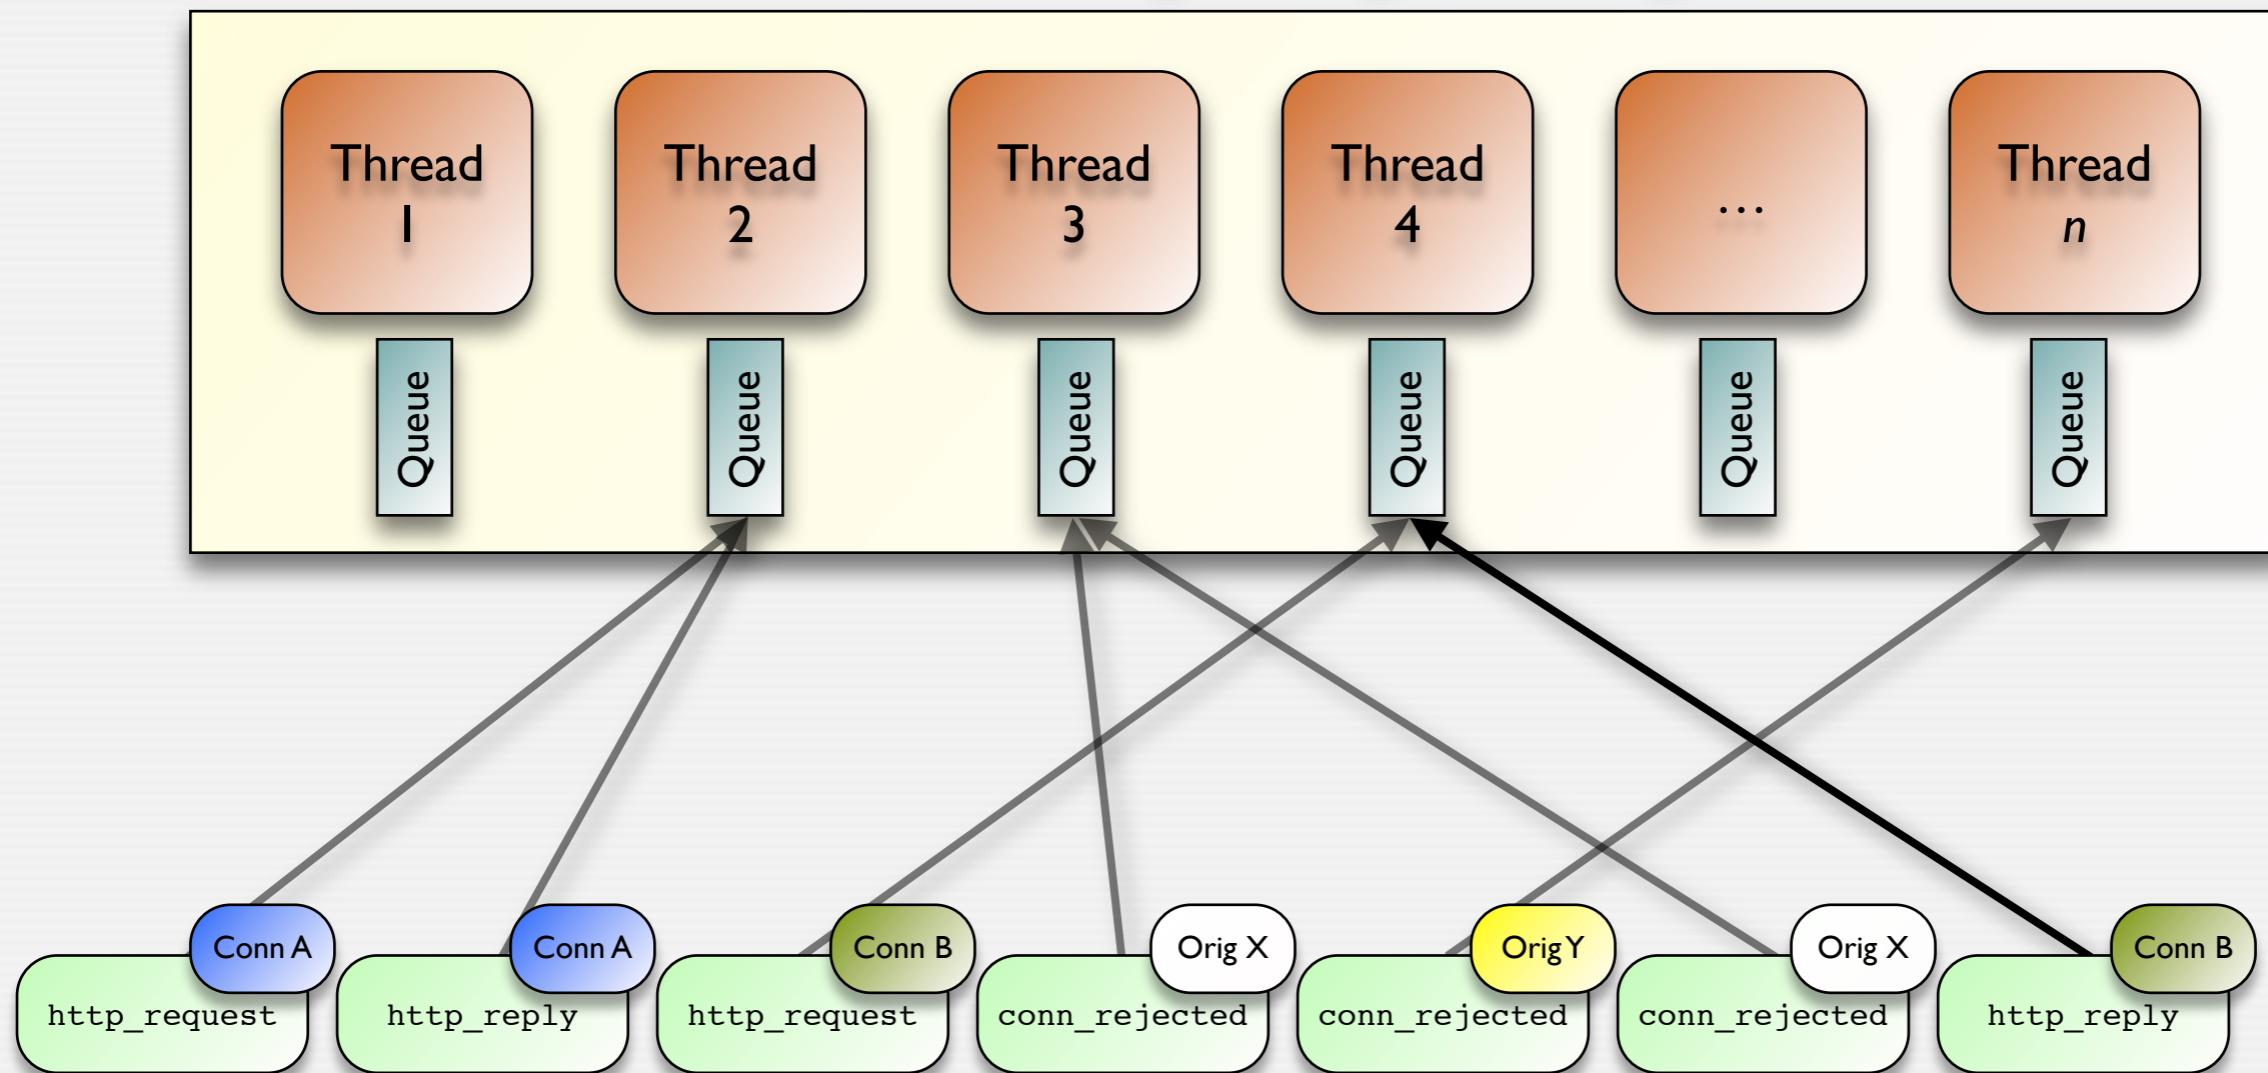 Thread
1
Thread
2
Thread
3
Thread
4
...
Thread
n
Queue
Queue
Queue
Queue
Queue
Queue
Conn A
http_request
Conn A
http_reply
Conn B
http_request
Orig X
conn_rejected
Orig Y
conn_rejected
Orig X
conn_rejected
Conn B
http_reply